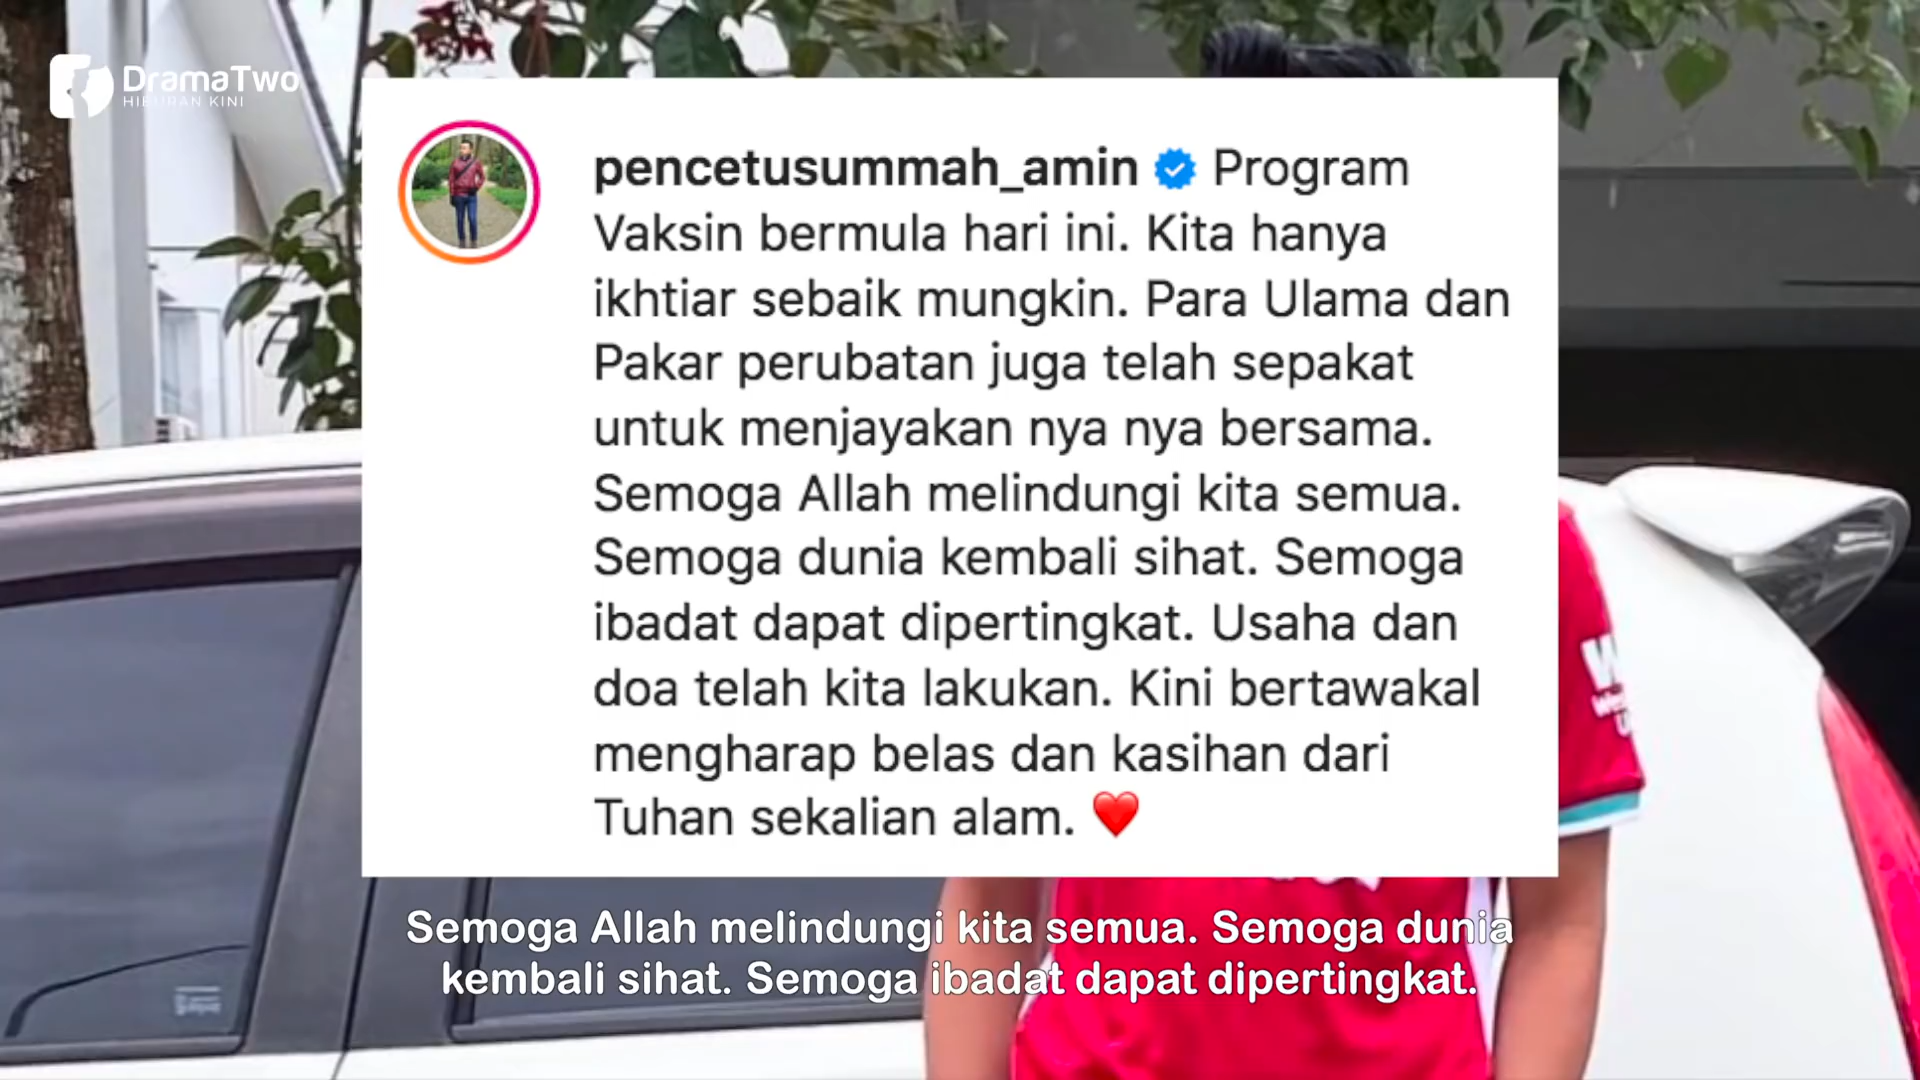 DramaTwo
HIBURAN KINI
pencetusummah_amin Program
Vaksin bermula hari ini. Kita hanya
ikhtiar sebaik mungkin. Para Ulama dan
Pakar perubatan juga telah sepakat
untuk menjayakan nya nya bersama.
Semoga Allah melindungi kita semua.
Semoga dunia kembali sihat. Semoga
ibadat dapat dipertingkat. Usaha dan
doa telah kita lakukan. Kini bertawakal
mengharap belas dan kasihan dari
Tuhan sekalian alam. ❤️
Semoga Allah melindungi kita semua. Semoga dunia
kembali sihat. Semoga ibadat dapat dipertingkat.